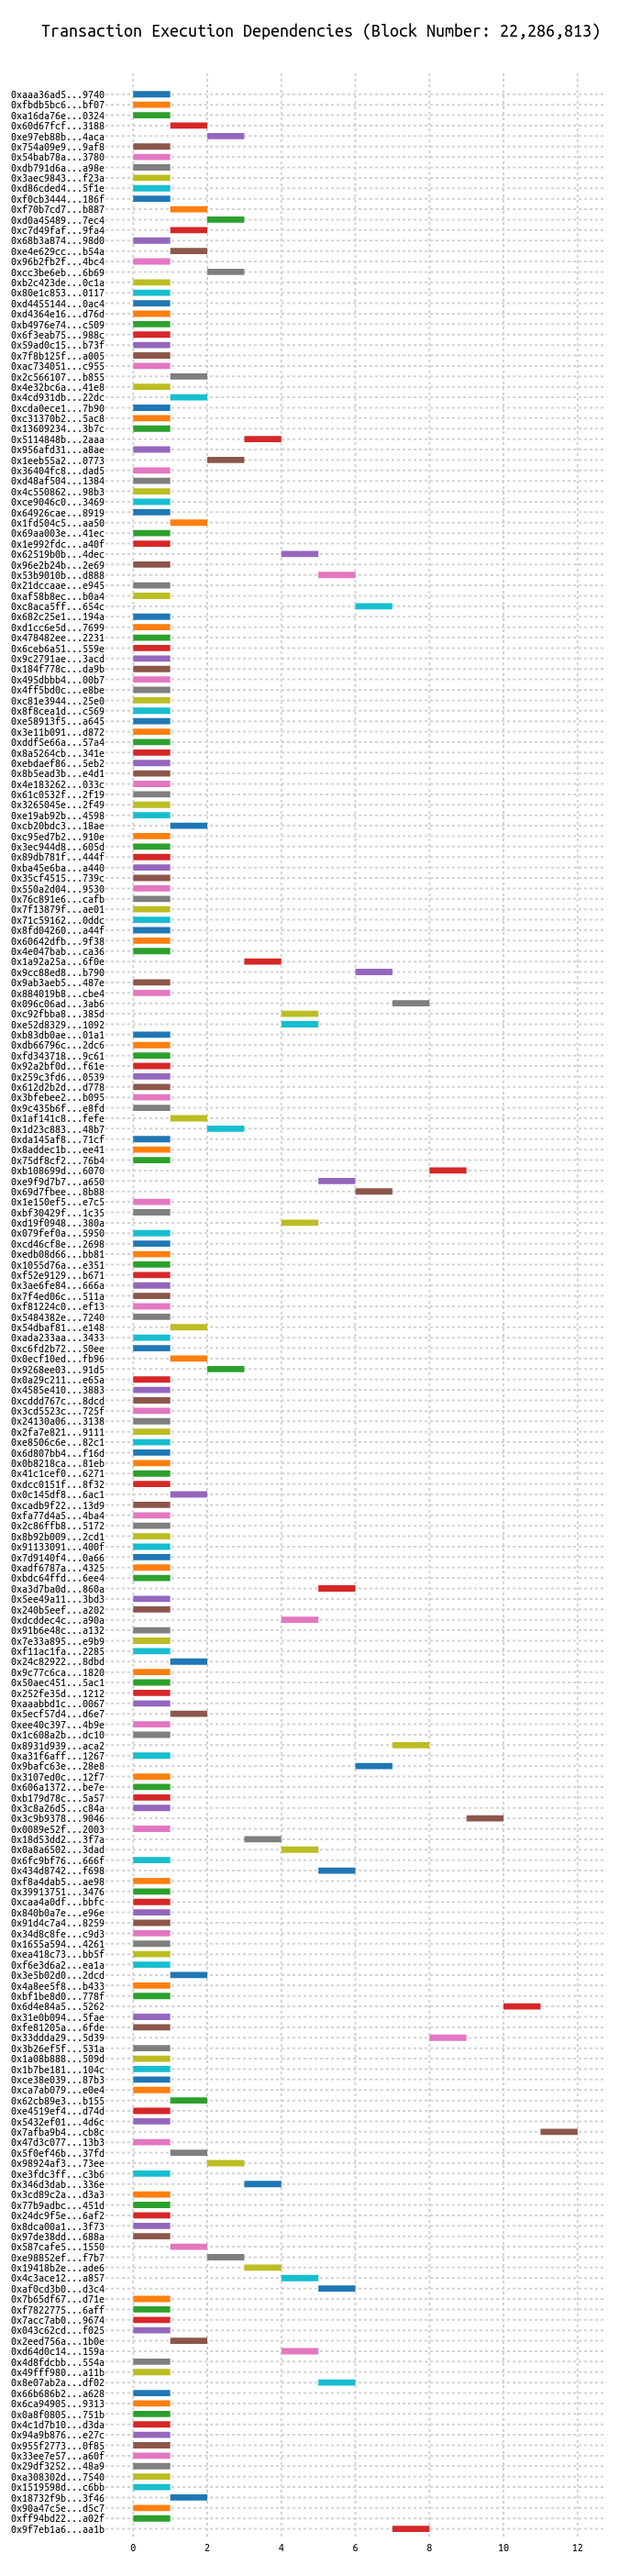 Transaction Execution Dependencies (Block Number: 22,286,813)
0xaaa36ad5...9740
0xfbdb5bc6...bf07
0xa16da76e...0324
0x60d67fcf...3188
0xe97eb88b...4aca
0x754a09e9...9af8
0x54bab78a...3780
0xdb791d6a...a98e
0x3aec9843...f23a
0xd86cded4...5f1e
0xf0cb3444...186f
0xf70b7cd7...b887
0xd0a45489...7ec4
0xc7d49faf...9fa4
0x68b3a874...98d0
0xe4e629cc...b54a
0x96b2fb2f...4bc4
0xcc3be6eb...6b69
0xb2c423de...0c1a
0x80e1c853...0117
0xd4455144...0ac4
0xd4364e16...d76d
0xb4976e74...c509
0x6f3eab75...988c
0x59ad0c15...b73f
0x7f8b125f...a005
0xac734051...c955
0x2c566107...b855
0x4e32bc6a...41e8
0x4cd931db...22dc
0xcda0ece1...7b90
0xc31370b2...5ac8
0x13609234...3b7c
0x5114848b...2aaa
0x956afd31...a8ae
0x1eeb55a2...0773
0x36404fc8...dad5
0xd48af504...1384
0x4c550862...98b3
0xce9046c0...3469
0x64926cae...8919
0x1fd504c5...aa50
0x69aa003e...41ec
0x1e992fdc...a40f
0x62519b0b...4dec
0x96e2b24b...2e69
0x53b9010b...d888
0x21dccaae...e945
0xaf58b8ec...b0a4
0xc8aca5ff...654c
0x682c25e1...194a
0xd1cc6e5d...7699
0x478482ee...2231
0x6ceb6a51...559e
0x9c2791ae...3acd
0x184f778c...da9b
0x495dbbb4...00b7
0x4ff5bd0c...e8be
0xc81e3944...25e0
0x8f8cea1d...c569
0xe58913f5...a645
0x3e11b091...d872
0xddf5e66a...57a4
0x8a5264cb...341e
0xebdaef86...5eb2
0x8b5ead3b...e4d1
0x4e183262...033c
0x61c0532f...2f19
0x3265045e...2f49
0xe19ab92b...4598
0xcb20bdc3...18ae
0xc95ed7b2...910e
0x3ec944d8...605d
0x89db781f...444f
0xba45e6ba...a440
0x35cf4515...739c
0x550a2d04...9530
0x76c891e6...cafb
0x7f13879f...ae01
0x71c59162...0ddc
0x8fd04260...a44f
0x60642dfb...9f38
0x4e047bab...ca36
0x1a92a25a...6f0e
0x9cc88ed8...b790
0x9ab3aeb5...487e
0x884019b8...cbe4
0x096c06ad...3ab6
0xc92fbba8...385d
0xe52d8329...1092
0xb83db0ae...01a1
0xdb66796c...2dc6
0xfd343718...9c61
0x92a2bf0d...f61e
0x259c3fd6...0539
0x612d2b2d...d778
0x3bfebee2...b095
0x9c435b6f...e8fd
0x1af141c8...fefe
0x1d23c883...48b7
0xda145af8...71cf
0x8addec1b...ee41
0x75df8cf2...76b4
0xb108699d...6070
0xe9f9d7b7...a650
0x69d7fbee...8b88
0x1e150ef5...e7c5
0xbf30429f...1c35
0xd19f0948...380a
0x079fef0a...5950
0xcd46cf8e...2698
0xedb08d66...bb81
0x1055d76a...e351
0xf52e9129...b671
0x3ae6fe84...666a
0x7f4ed06c...511a
0xf81224c0...ef13
0x5484382e...7240
0x54dbaf81...e148
0xada233aa...3433
0xc6fd2b72...50ee
0x0ecf10ed...fb96
0x9268ee03...91d5
0x0a29c211...e65a
0x4585e410...3883
0xcddd767c...8dcd
0x3cd5523c...725f
0x24130a06...3138
0x2fa7e821...9111
0xe8506c6e...82c1
0x6d807bb4...f16d
0x0b8218ca...81eb
0x41c1cef0...6271
0xdcc0151f...8f32
0x0c145df8...6ac1
0xcadb9f22...13d9
0xfa77d4a5...4ba4
0x2c86ffb8...5172
0x8b92b009...2cd1
0x91133091...400f
0x7d9140f4...0a66
0xadf6787a...4325
0xbdc64ffd...6ee4
0xa3d7ba0d...860a
0x5ee49a11...3bd3
0x240b5eef...a202
0xdcddec4c...a90a
0x91b6e48c...a132
0x7e33a895...e9b9
0xf11ac1fa...2285
0x24c82922...8dbd
0x9c77c6ca...1820
0x50aec451...5ac1
0x252fe35d...1212
0xaaabbd1c...0067
0x5ecf57d4...d6e7
0xee40c397...4b9e
0x1c608a2b...dc10
0x8931d939...aca2
0xa31f6aff...1267
0x9bafc63e...28e8
0x3107ed0c...12f7
0x606a1372...be7e
0xb179d78c...5a57
0x3c8a26d5...c84a
0x3c9b9378...9046
0x0089e52f...2003
0x18d53dd2...3f7a
0x0a8a6502...3dad
0x6fc9bf76...666f
0x434d8742...f698
0xf8a4dab5...ae98
0x39913751...3476
0xcaa4a0df...bbfc
0x840b0a7e...e96e
0x91d4c7a4...8259
0x34d8c8fe...c9d3
0x1655a594...4261
0xea418c73...bb5f
0xf6e3d6a2...ea1a
0x3e5b02d0...2dcd
0x4a8ee5f8...b433
0xbf1be8d0...778f
0x6d4e84a5...5262
0x31e0b094...5fae
0xfe81205a...6fde
0x33ddda29...5d39
0x3b26ef5f...531a
0x1a08b888...509d
0x1b7be181...104c
0xce38e039...87b3
0xca7ab079...e0e4
0x62cb89e3...b155
0xe4519ef4...d74d
0x5432ef01...4d6c
0x7afba9b4...cb8c
0x47d3c077...13b3
0x5f0ef46b...37fd
0x98924af3...73ee
0xe3fdc3ff...c3b6
0x346d3dab...336e
0x3cd89c2a...d3a3
0x77b9adbc...451d
0x24dc9f5e...6af2
0x8dca00a1...3f73
0x97de38dd...688a
0x587cafe5...1550
0xe98852ef...f7b7
0x19418b2e...ade6
0x4c3ace12...a857
0xaf0cd3b0...d3c4
0x7b65df67...d71e
0xf7822775...6aff
0x7acc7ab0...9674
0x043c62cd...f025
0x2eed756a...1b0e
0xd64d0c14...159a
0x4d8fdcbb...554a
0x49fff980...a11b
0x8e07ab2a...df02
0x66b686b2...a628
0x6ca94905...9313
0x0a8f0805...751b
0x4c1d7b10...d3da
0x94a9b876...e27c
0x955f2773...0f85
0x33ee7e57...a60f
0x29df3252...48a9
0xa308302d...7540
0x1519598d...c6bb
0x18732f9b...3f46
0x90a47c5e...d5c7
0xff94bd22...a02f
0x9f7eb1a6...aa1b
0 2 4 6 8 10 12